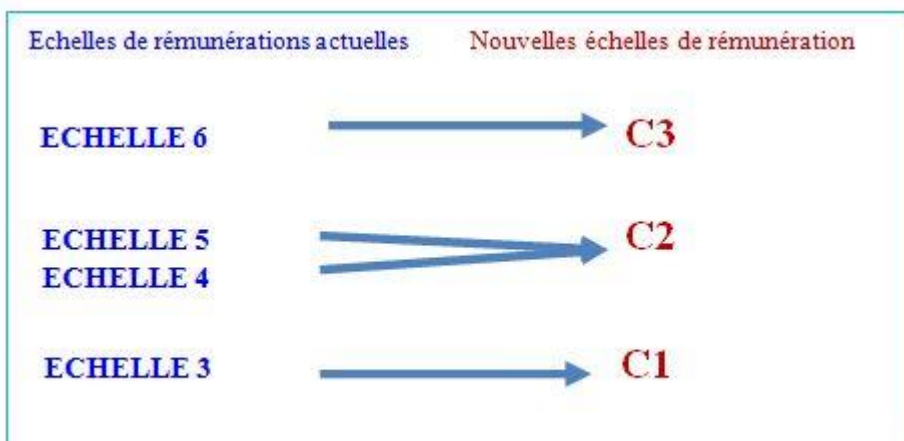 Echelles de rémunérations actuelles Nouvelles échelles de rémunération
ECHELLE 6 C3
ECHELLE 5 C2
ECHELLE 4
ECHELLE 3 C1